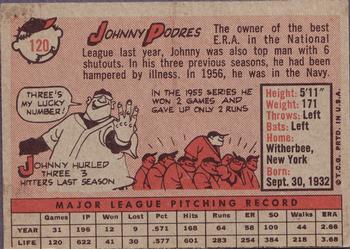 120
JOHNNY PODRES
The owner of the best
E.R.A. in the National
League last year, Johnny was also top man with 6
shutouts. In his three previous seasons, he had
been hampered by illness. In 1956, he was in the Navy.
THREE'S
MY LUCKY
NUMBER!
JOHNNY HURLED
THREE 3
HITTERS LAST SEASON
IN THE 1955 SERIES HE
WON 2 GAMES AND
GAVE UP ONLY 2 RUNS
Height:
5'11"
Weight: 171
Throws: Left
Bats: Left
Home:
Witherbee,
New York
Born:
Sept. 30, 1932
© T.C.G. PRTD. IN U.S.A.
MAJOR LEAGUE PITCHING RECORD
Games IP Won Lost Pct. Hits Runs ER SO Walks ERA
YEAR 31 196 12 9 .571 168 64 58 109 44 2.66
LIFE 120 622 41 30 .577 611 284 254 384 218 3.68